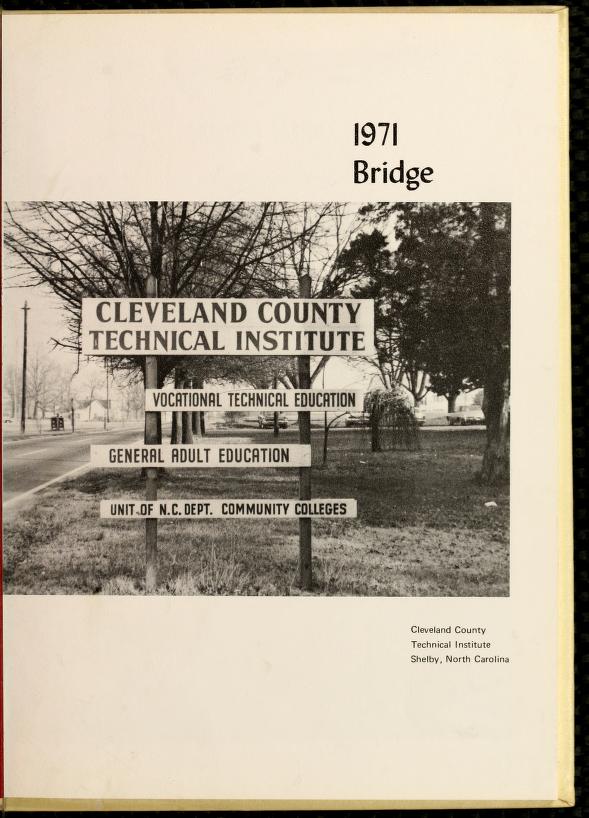 1971
Bridge
CLEVELAND COUNTY
TECHNICAL INSTITUTE
VOCATIONAL TECHNICAL EDUCATION
GENERAL ADULT EDUCATION
UNIT OF N.C. DEPT. COMMUNITY COLLEGES
Cleveland County
Technical Institute
Shelby, North Carolina